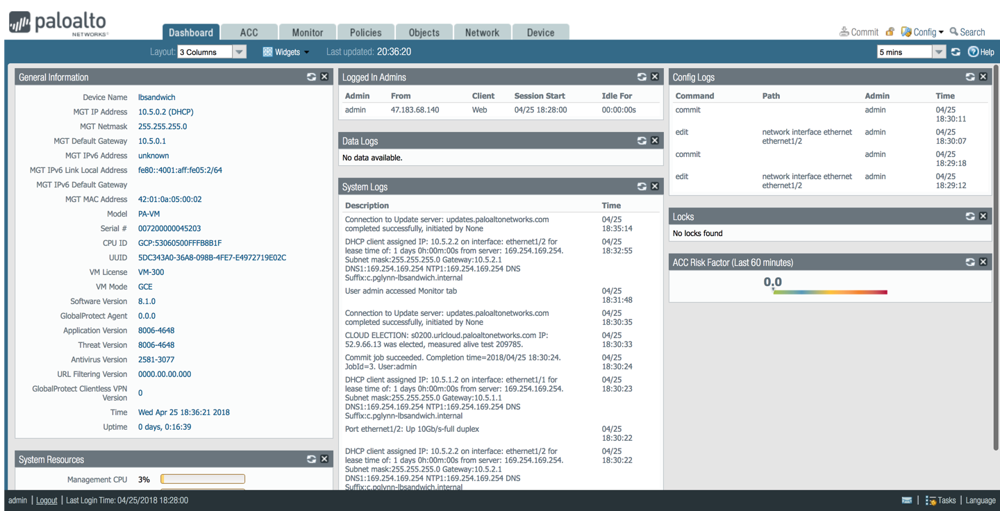 paloalto
NETWORKS®
Dashboard ACC Monitor Policies Objects Network Device
Commit Config Search
Layout: 3 Columns Widgets Last updated: 20:36:20 5 mins Help
General Information
Device Name lbsandwich
MGT IP Address 10.5.0.2 (DHCP)
MGT Netmask 255.255.255.0
MGT Default Gateway 10.5.0.1
MGT IPv6 Address unknown
MGT IPv6 Link Local Address fe80::4001:aff:fe05:2/64
MGT IPv6 Default Gateway
MGT MAC Address 42:01:0a:05:00:02
Model PA-VM
Serial # 007200000045203
CPU ID GCP:53060500FFFB8B1F
UUID 5DC343A0-36A8-098B-4FE7-E4972719E02C
VM License VM-300
VM Mode GCE
Software Version 8.1.0
GlobalProtect Agent 0.0.0
Application Version 8006-4648
Threat Version 8006-4648
Antivirus Version 2581-3077
URL Filtering Version 0000.00.00.000
GlobalProtect Clientless VPN
Version 0
Time Wed Apr 25 18:36:21 2018
Uptime 0 days, 0:16:39
System Resources
Management CPU 3%
Logged In Admins
Admin From Client Session Start Idle For
admin 47.183.68.140 Web 04/25 18:28:00 00:00:00s
Data Logs
No data available.
System Logs
Description Time
Connection to Update server: updates.paloaltonetworks.com 04/25
completed successfully, initiated by None 18:35:14
DHCP client assigned IP: 10.5.2.2 on interface: ethernet1/2 for 04/25
lease time of: 1 days 0h:00m:00s from server: 169.254.169.254. 18:32:55
Subnet mask:255.255.255.0 Gateway:10.5.2.1
DNS1:169.254.169.254 NTP1:169.254.169.254 DNS
Suffix:c.pglynn-lbsandwich.internal
User admin accessed Monitor tab 04/25
18:31:48
Connection to Update server: updates.paloaltonetworks.com 04/25
completed successfully, initiated by None 18:30:35
CLOUD ELECTION: s0200.urlcloud.paloaltonetworks.com IP: 04/25
52.9.66.13 was elected, measured alive test 209785. 18:30:33
Commit job succeeded. Completion time=2018/04/25 18:30:24. 04/25
JobId=3. User:admin 18:30:24
DHCP client assigned IP: 10.5.1.2 on interface: ethernet1/1 for 04/25
lease time of: 1 days 0h:00m:00s from server: 169.254.169.254. 18:30:23
Subnet mask:255.255.255.0 Gateway:10.5.1.1
DNS1:169.254.169.254 NTP1:169.254.169.254 DNS
Suffix:c.pglynn-lbsandwich.internal
Port ethernet1/2: Up 10Gb/s-full duplex 04/25
18:30:22
DHCP client assigned IP: 10.5.2.2 on interface: ethernet1/2 for 04/25
lease time of: 1 days 0h:00m:00s from server: 169.254.169.254. 18:30:22
Subnet mask:255.255.255.0 Gateway:10.5.2.1
DNS1:169.254.169.254 NTP1:169.254.169.254 DNS
Suffix:c.pglynn-lbsandwich.internal
Config Logs
Command Path Admin Time
commit admin 04/25
18:30:11
edit network interface ethernet admin 04/25
ethernet1/2 18:30:07
commit admin 04/25
18:29:18
edit network interface ethernet admin 04/25
ethernet1/2 18:29:12
Locks
No locks found
ACC Risk Factor (Last 60 minutes)
0.0
admin | Logout | Last Login Time: 04/25/2018 18:28:00 | Tasks | Language